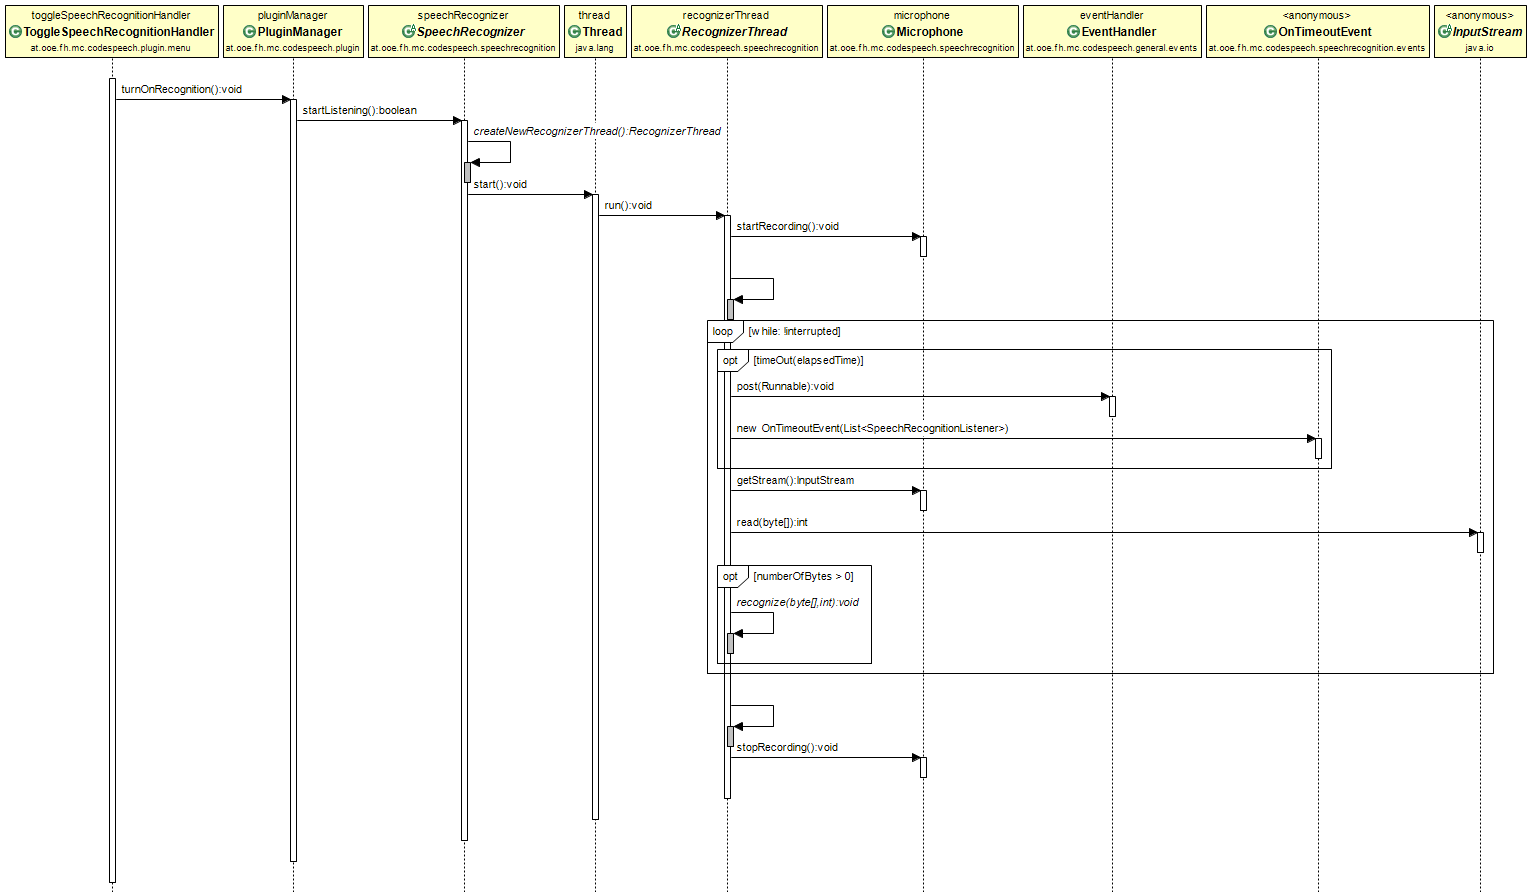 toggleSpeechRecognitionHandler
ToggleSpeechRecognitionHandler
at.ooe.fh.mc.codespeech.plugin.menu
pluginManager
PluginManager
at.ooe.fh.mc.codespeech.plugin
speechRecognizer
SpeechRecognizer
at.ooe.fh.mc.codespeech.speechrecognition
thread
Thread
java.lang
recognizerThread
RecognizerThread
at.ooe.fh.mc.codespeech.speechrecognition
microphone
Microphone
at.ooe.fh.mc.codespeech.speechrecognition
eventHandler
EventHandler
at.ooe.fh.mc.codespeech.general.events
<anonymous>
OnTimeoutEvent
at.ooe.fh.mc.codespeech.speechrecognition.events
<anonymous>
InputStream
java.io
turnOnRecognition():void
startListening():boolean
createNewRecognizerThread():RecognizerThread
start():void
run():void
startRecording():void
loop [while: !interrupted]
opt [timeOut(elapsedTime)]
post(Runnable):void
new OnTimeoutEvent(List<SpeechRecognitionListener>)
getStream():InputStream
read(byte[]):int
opt [numberOfBytes > 0]
recognize(byte[],int):void
stopRecording():void